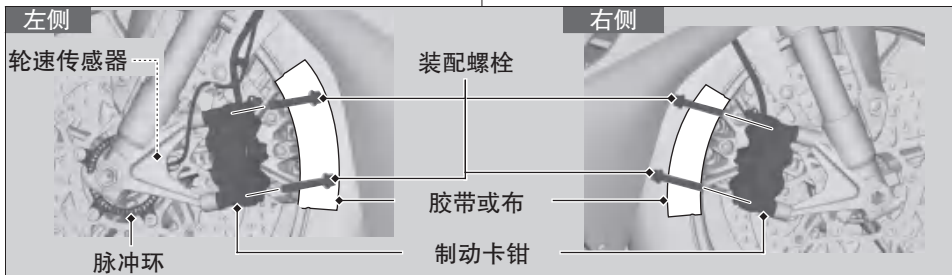 左侧
右侧
轮速传感器
装配螺栓
胶带或布
脉冲环
制动卡钳